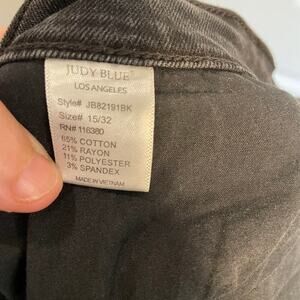 JUDY BLUE
LOS ANGELES
Style# JB82191BK
Size# 15/32
RN# 116380
65% COTTON
21% RAYON
11% POLYESTER
3% SPANDEX
MADE IN VIETNAM